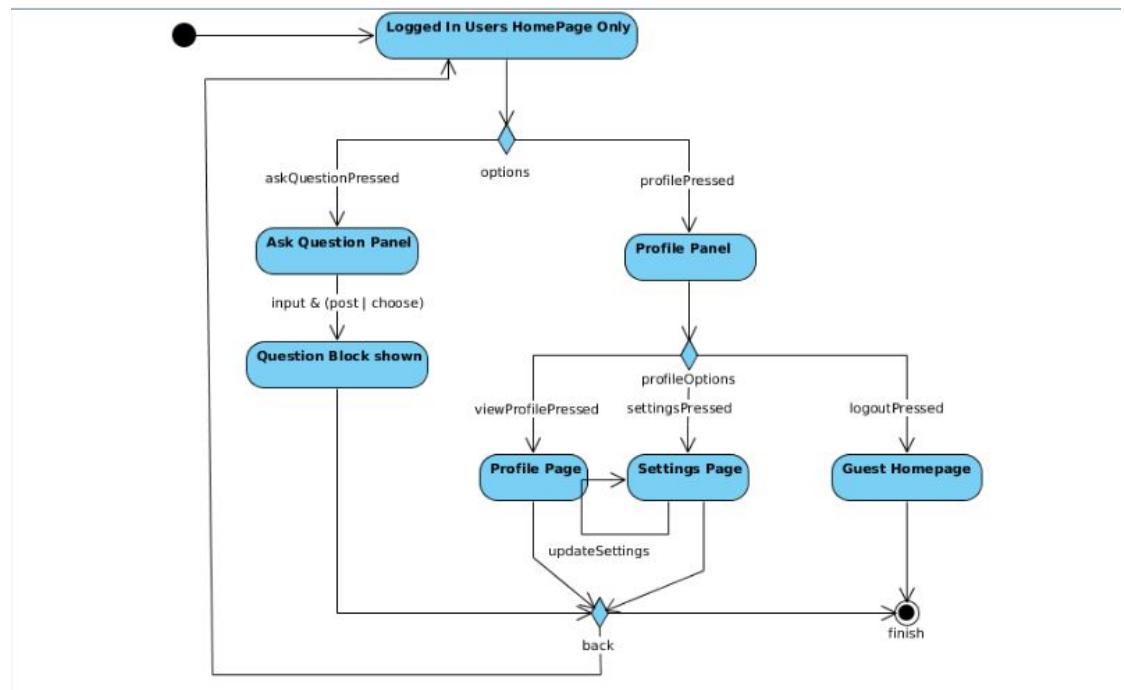 Logged In Users HomePage Only
options
askQuestionPressed
profilePressed
Ask Question Panel
Profile Panel
input & (post | choose)
Question Block shown
profileOptions
viewProfilePressed
settingsPressed
logoutPressed
Profile Page
Settings Page
Guest Homepage
updateSettings
back
finish